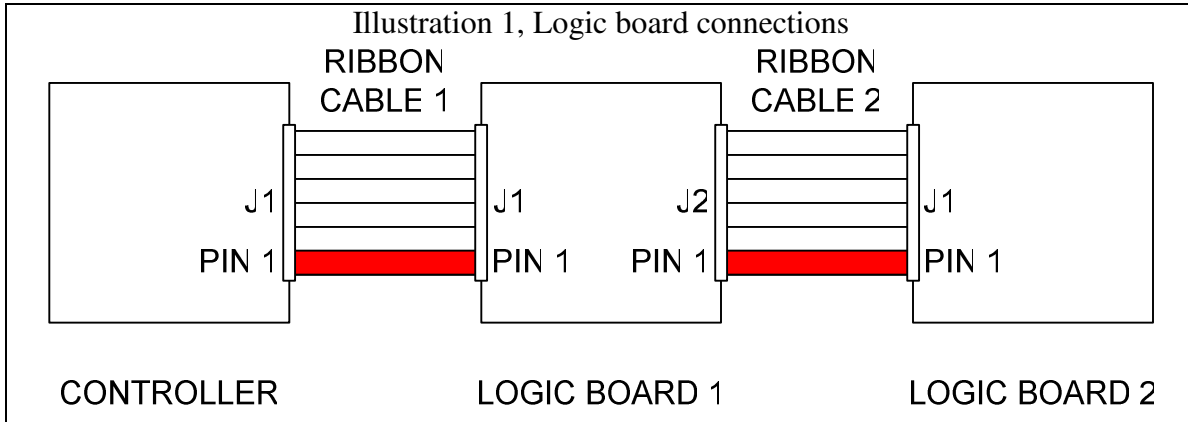 Illustration 1, Logic board connections
RIBBON
CABLE 1
RIBBON
CABLE 2
J1
J1
J2
J1
PIN 1
PIN 1
PIN 1
PIN 1
CONTROLLER
LOGIC BOARD 1
LOGIC BOARD 2